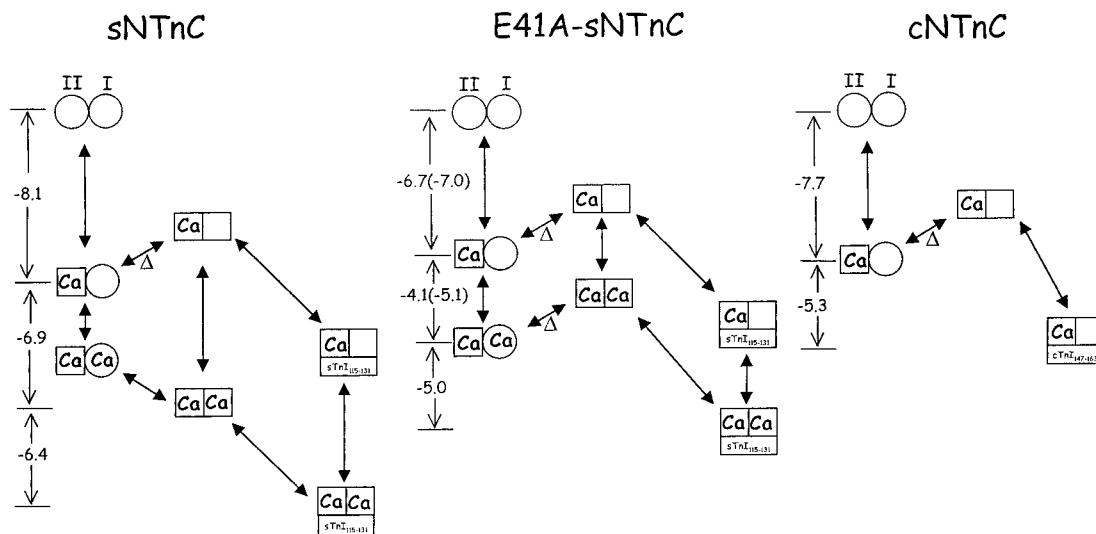 sNTnC
E41A-sNTnC
cNTnC
II I
-8.1
Ca
Δ
Ca
-6.9
Ca Ca
Ca Ca
Ca
sTnI115-131
-6.4
Ca Ca
sTnI115-131
II I
-6.7(-7.0)
Ca
Δ
Ca
-4.1(-5.1)
Ca Ca
Ca Ca
Δ
Ca
sTnI115-131
-5.0
Ca Ca
sTnI115-131
II I
-7.7
Ca
Δ
Ca
-5.3
Ca
cTnI147-163